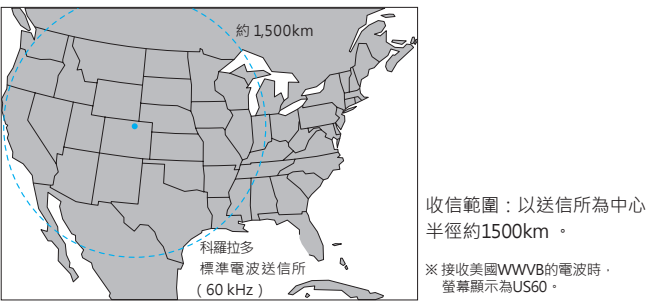 約 1,500km
科羅拉多
標準電波送信所
（60 kHz）
收信範圍：以送信所為中心
半徑約1500km 。
※ 接收美國WWVB的電波時，
螢幕顯示為US60。